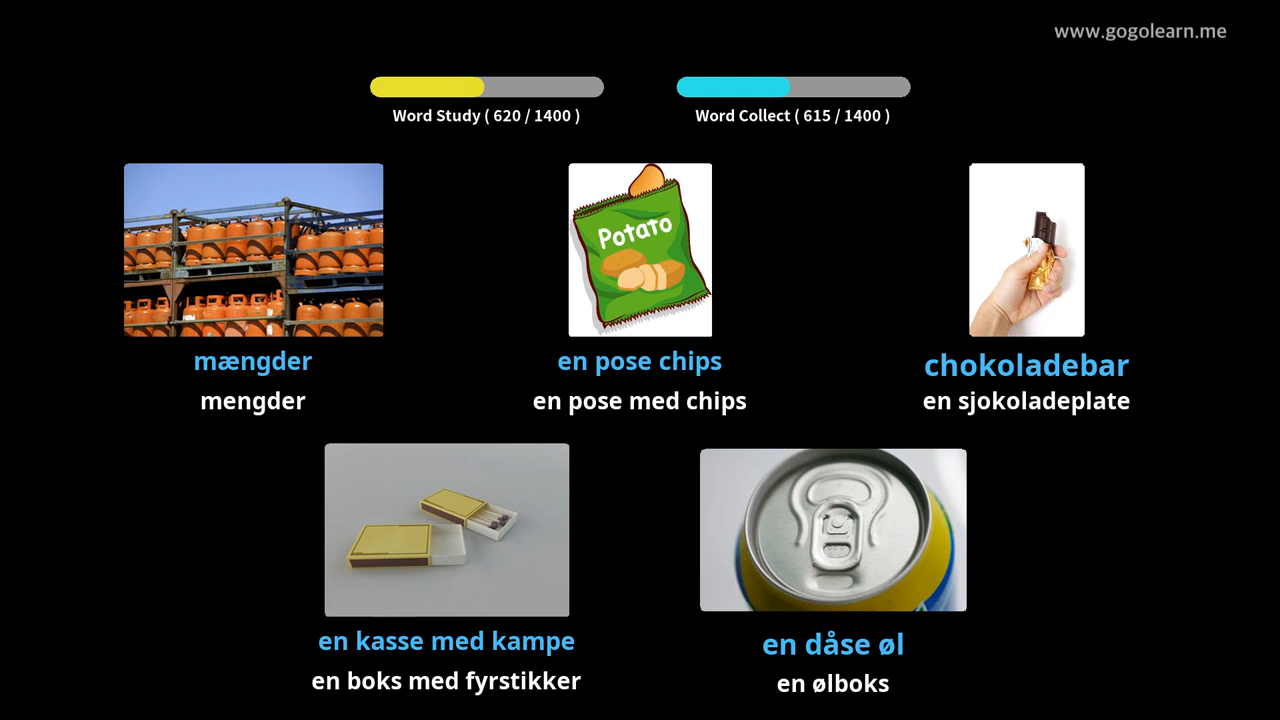 www.gogolearn.me
Word Study ( 620 / 1400 )
Word Collect ( 615 / 1400 )
Potato
mængder
mengder
en pose chips
en pose med chips
chokoladebar
en sjokoladeplate
en kasse med kampe
en boks med fyrstikker
en dåse øl
en ølboks